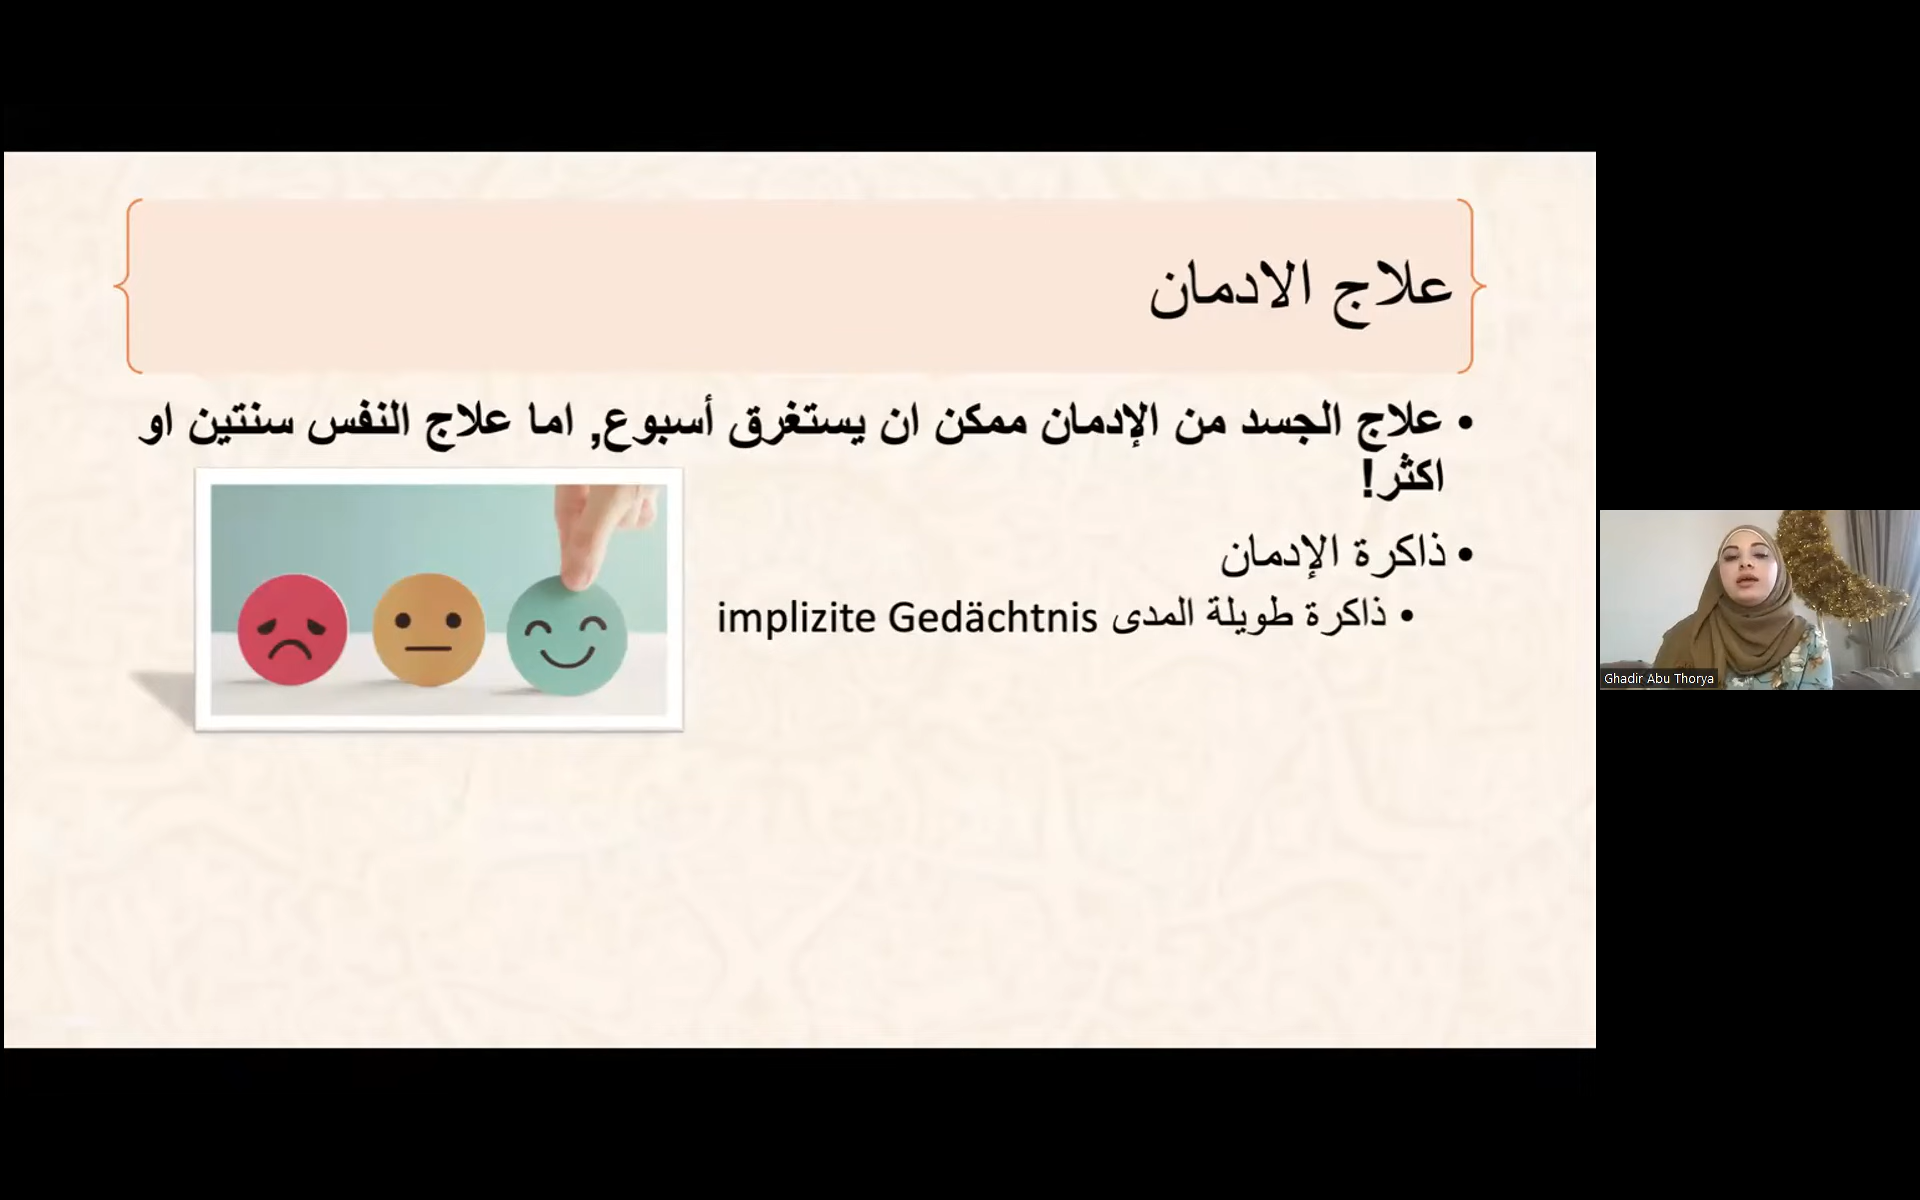 علاج الادمان
• علاج الجسد من الإدمان ممكن ان يستغرق أسبوع, اما علاج النفس سنتين او
اكثر!
• ذاكرة الإدمان
• ذاكرة طويلة المدى implizite Gedächtnis
Ghadir Abu Thorya